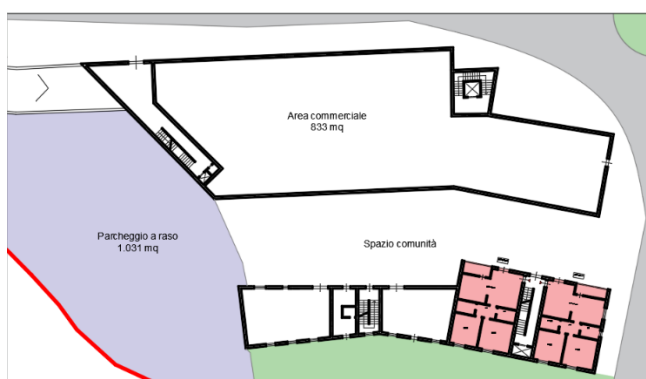 Area commerciale
833 mq
Parcheggio a raso
1.031 mq
Spazio comunità